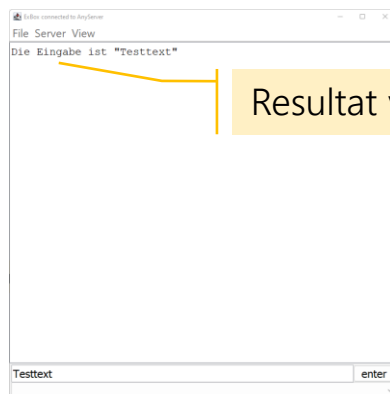 ExBox connected to AnyServer
File Server View
Die Eingabe ist "Testtext"
Resultat
Testtext
enter